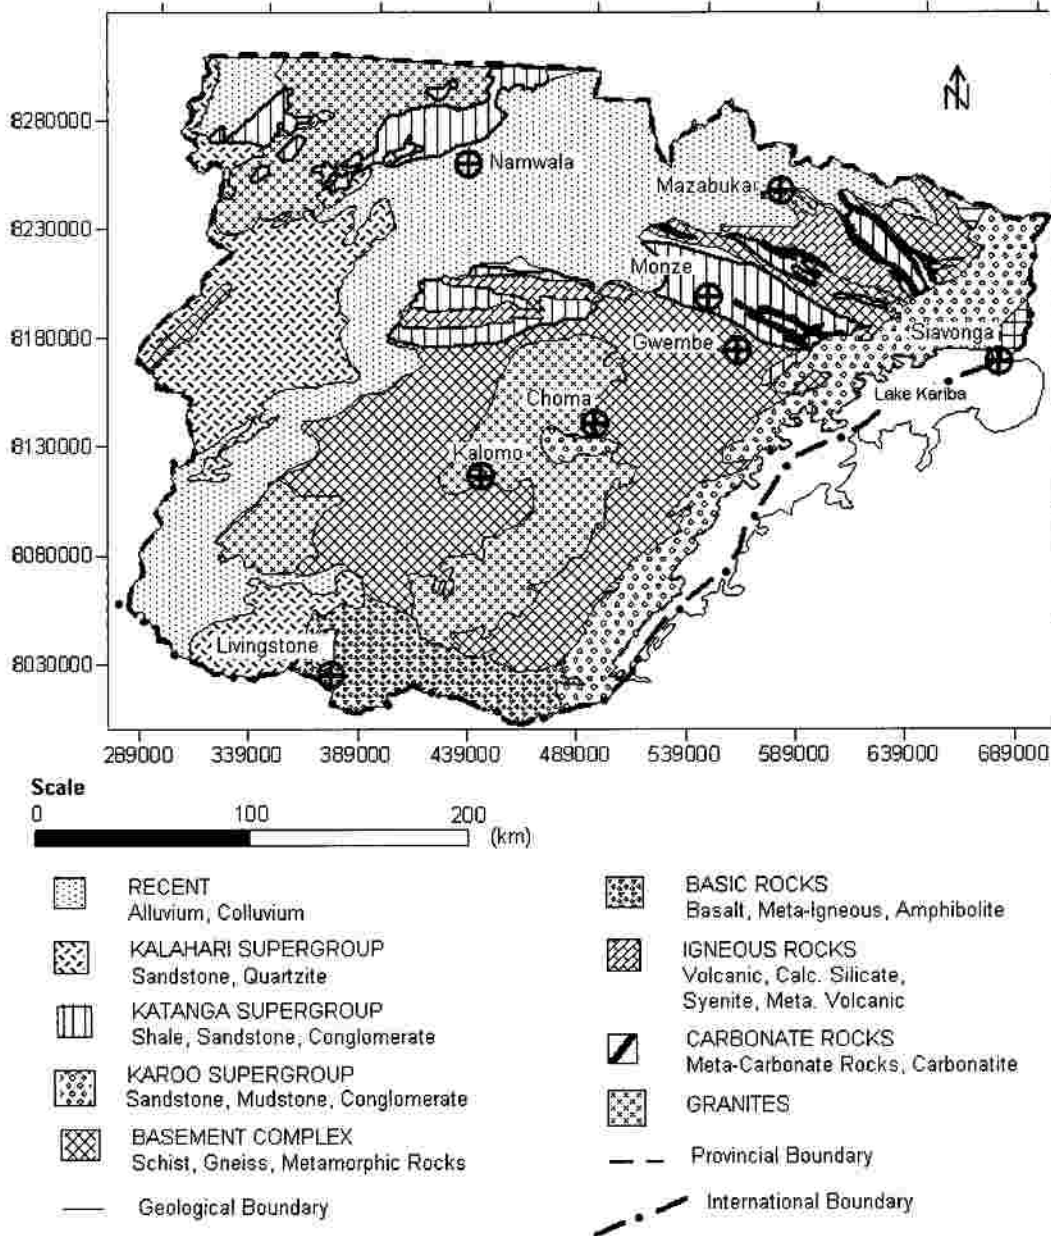 N
8280000
Namwala
Mazabuka
8230000
Monze
8180000
Gwembe
Siavonga
Lake Kariba
Choma
8130000
Kalomo
8080000
Livingstone
8030000
289000 339000 389000 439000 489000 539000 589000 639000 689000
Scale
0 100 200
(km)
RECENT
Alluvium, Colluvium
KALAHARI SUPERGROUP
Sandstone, Quartzite
KATANGA SUPERGROUP
Shale, Sandstone, Conglomerate
KAROO SUPERGROUP
Sandstone, Mudstone, Conglomerate
BASEMENT COMPLEX
Schist, Gneiss, Metamorphic Rocks
Geological Boundary
BASIC ROCKS
Basalt, Meta-Igneous, Amphibolite
IGNEOUS ROCKS
Volcanic, Calc. Silicate,
Syenite, Meta. Volcanic
CARBONATE ROCKS
Meta-Carbonate Rocks, Carbonatite
GRANITES
Provincial Boundary
International Boundary